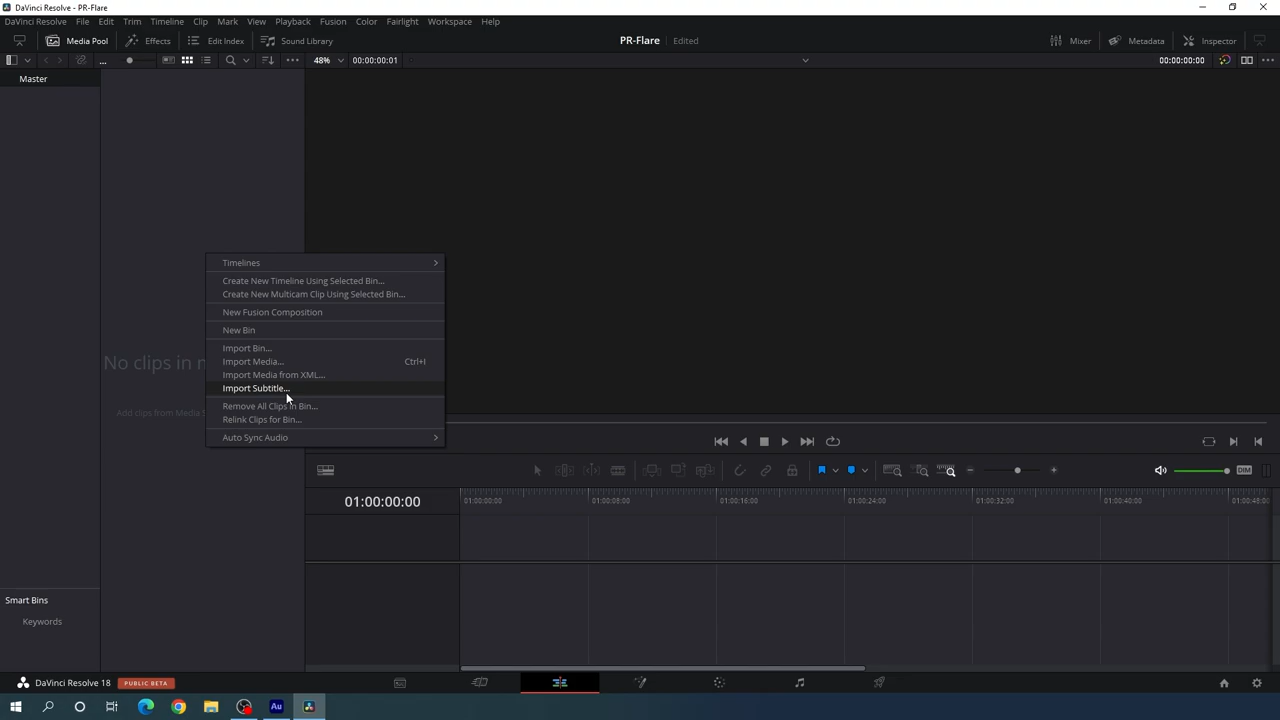 DaVinci Resolve - PR-Flare
DaVinci Resolve File Edit Trim Timeline Clip Mark View Playback Fusion Color Fairlight Workspace Help
Media Pool Effects Edit Index Sound Library PR-Flare Edited Mixer Metadata Inspector
... 48% 00:00:00:01 00:00:00:00
Master
Timelines
Create New Timeline Using Selected Bin...
Create New Multicam Clip Using Selected Bin...
New Fusion Composition
New Bin
Import Bin...
No clips in
Import Media... Ctrl+I
Import Media from XML...
Import Subtitle...
Remove All Clips in Bin...
Add clips from Media
Relink Clips for Bin...
Auto Sync Audio
DIM
01:00:00:00 01:00:00:00 01:00:16:00 01:00:24:00 01:00:32:00 01:00:40:00
Smart Bins
Keywords
DaVinci Resolve 18 PUBLIC BETA
Au